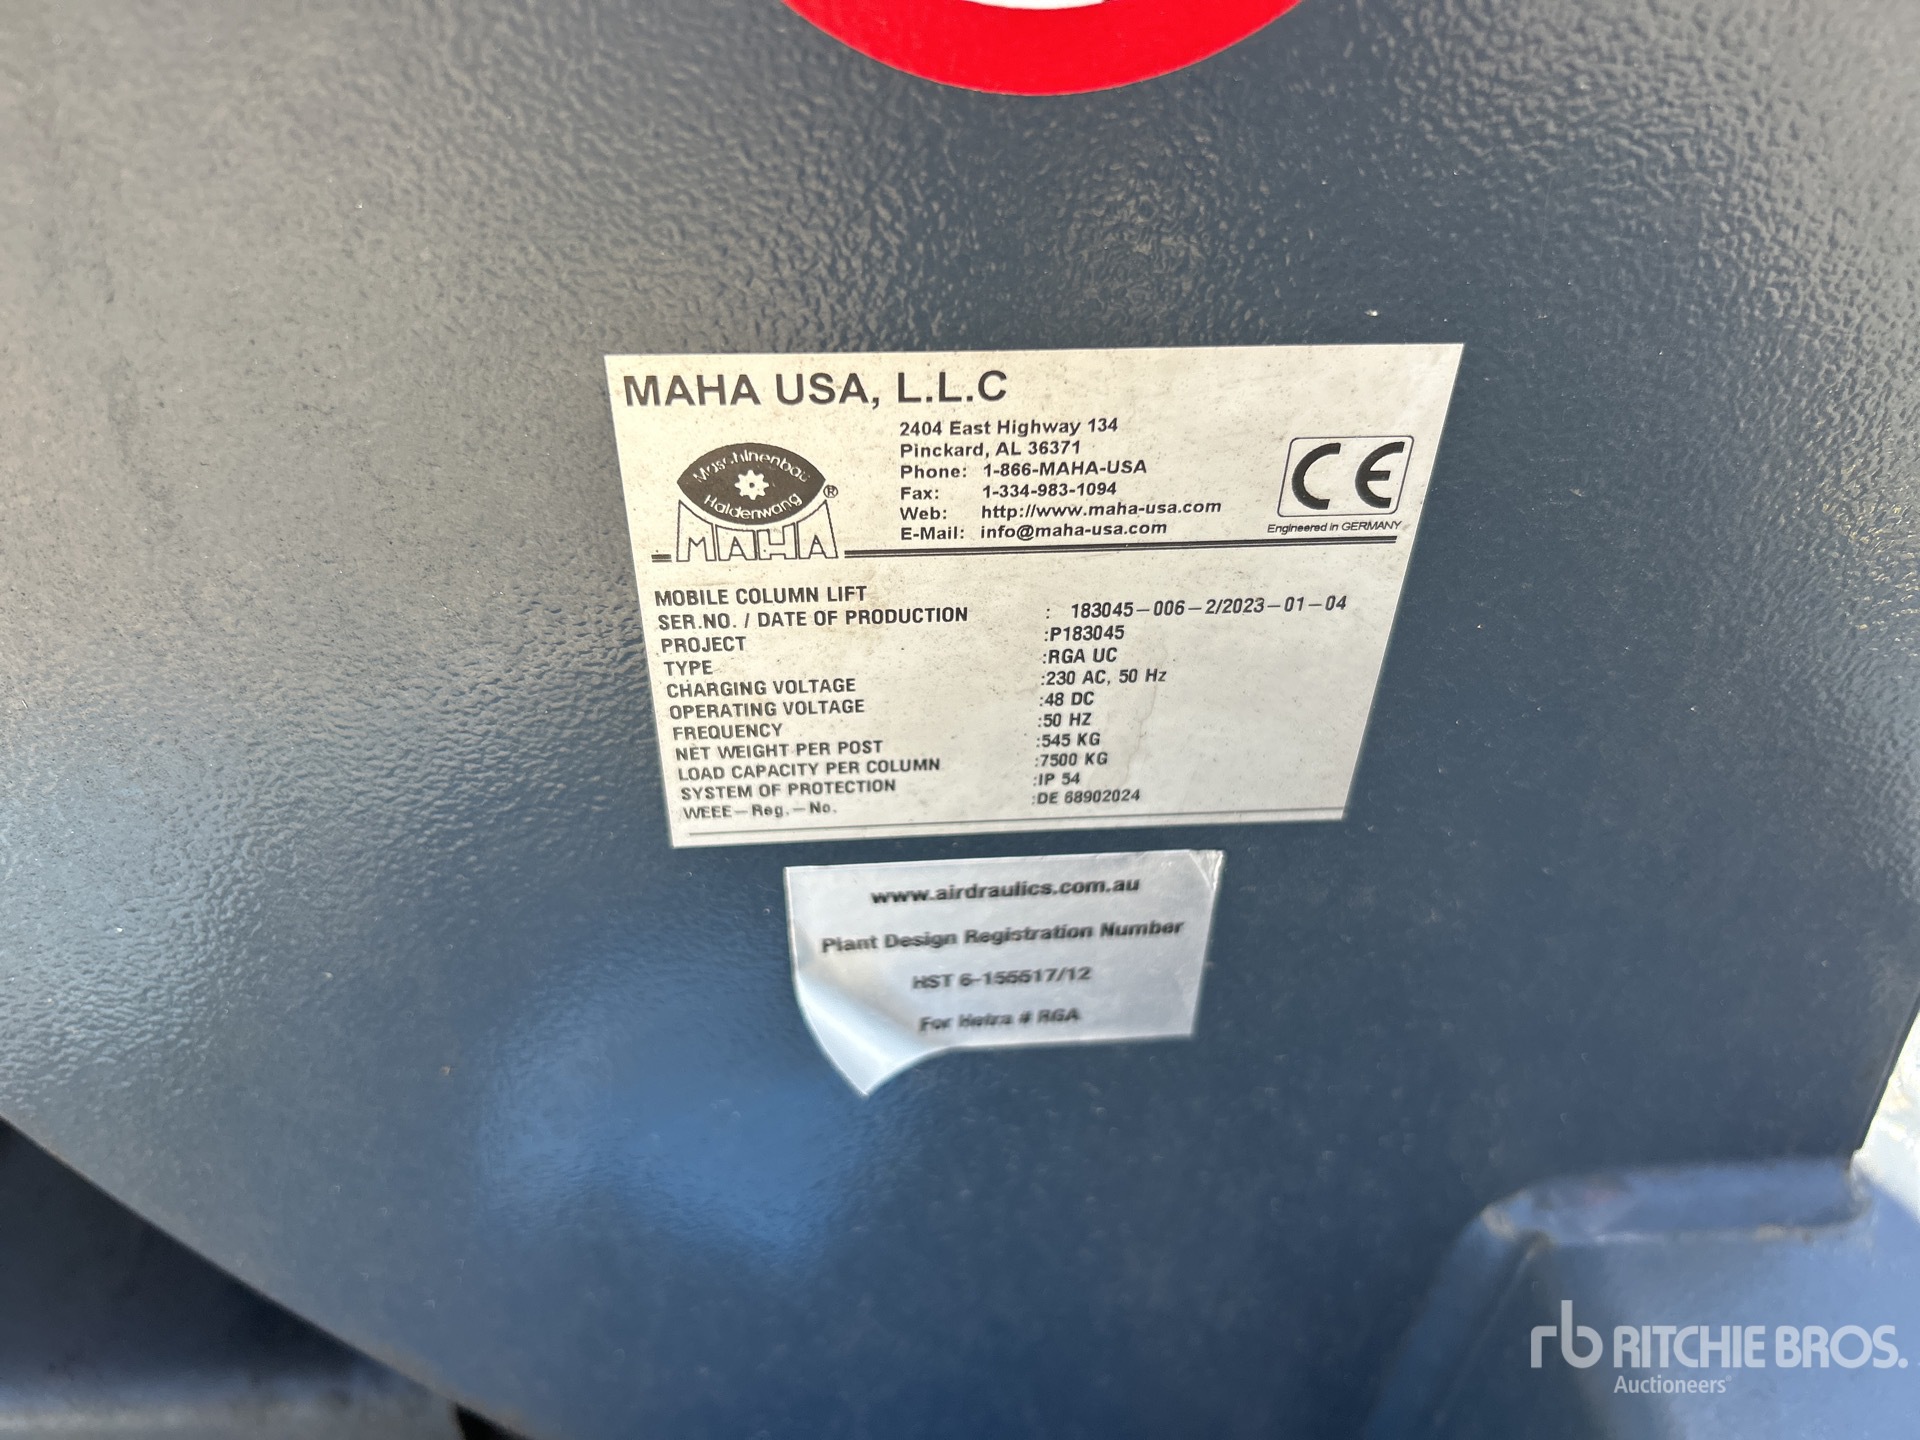 MAHA USA, L.L.C
2404 East Highway 134
Pinckard, AL 36371
Phone: 1-866-MAHA-USA
Fax: 1-334-983-1094
Web: http://www.maha-usa.com
E-Mail: info@maha-usa.com
Maschinenbau
Haldenwang
®
MAHA
CE
Engineered in GERMANY
MOBILE COLUMN LIFT
SER.NO. / DATE OF PRODUCTION : 183045-006-2/2023-01-04
PROJECT :P183045
TYPE :RGA UC
CHARGING VOLTAGE :230 AC, 50 Hz
OPERATING VOLTAGE :48 DC
FREQUENCY :50 HZ
NET WEIGHT PER POST :545 KG
LOAD CAPACITY PER COLUMN :7500 KG
SYSTEM OF PROTECTION :IP 54
WEEE-Reg.-No. :DE 68902024
www.airdraulics.com.au
Plant Design Registration Number
HST 6-155517/12
For Hetra # RGA
rb RITCHIE BROS.
Auctioneers